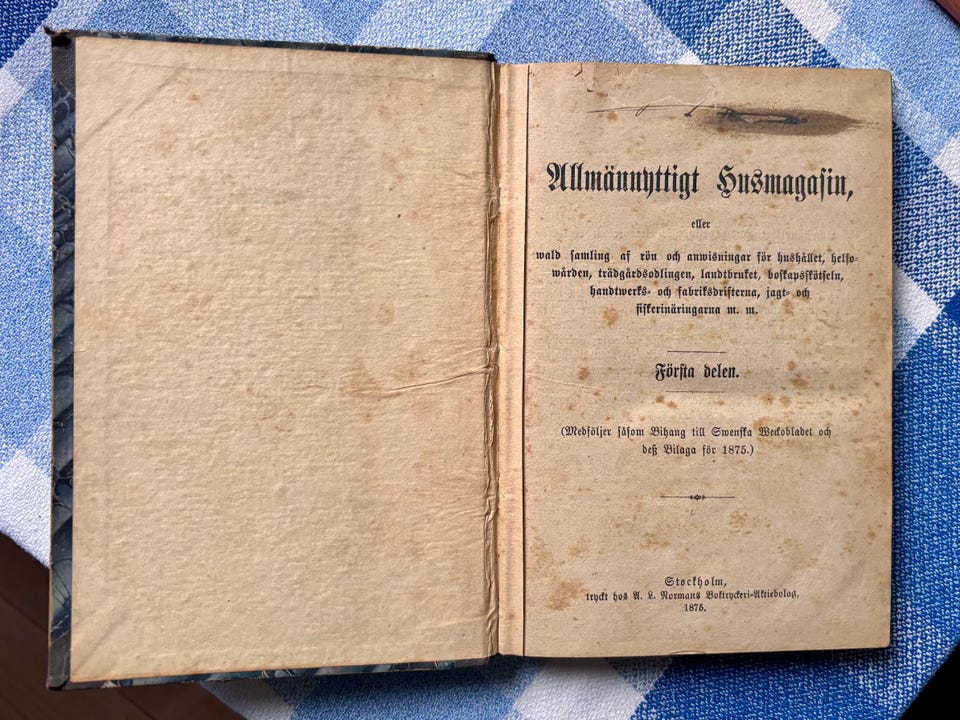 Allmännyttigt Husmagasin,
eller
wald samling af rön och anwisningar för hushållet, helso-
wården, trädgårdsodlingen, landtbruket, boskapsskötseln,
handtwerks- och fabriksdrifterna, jagt- och
fiskerinäringarna m. m.
Första delen.
(Medföljer såsom Bihang till Swenska Weckobladet och
deß Bilaga för 1875.)
Stockholm,
tryckt hos A. L. Normans Boktryckeri-Aktiebolag,
1875.